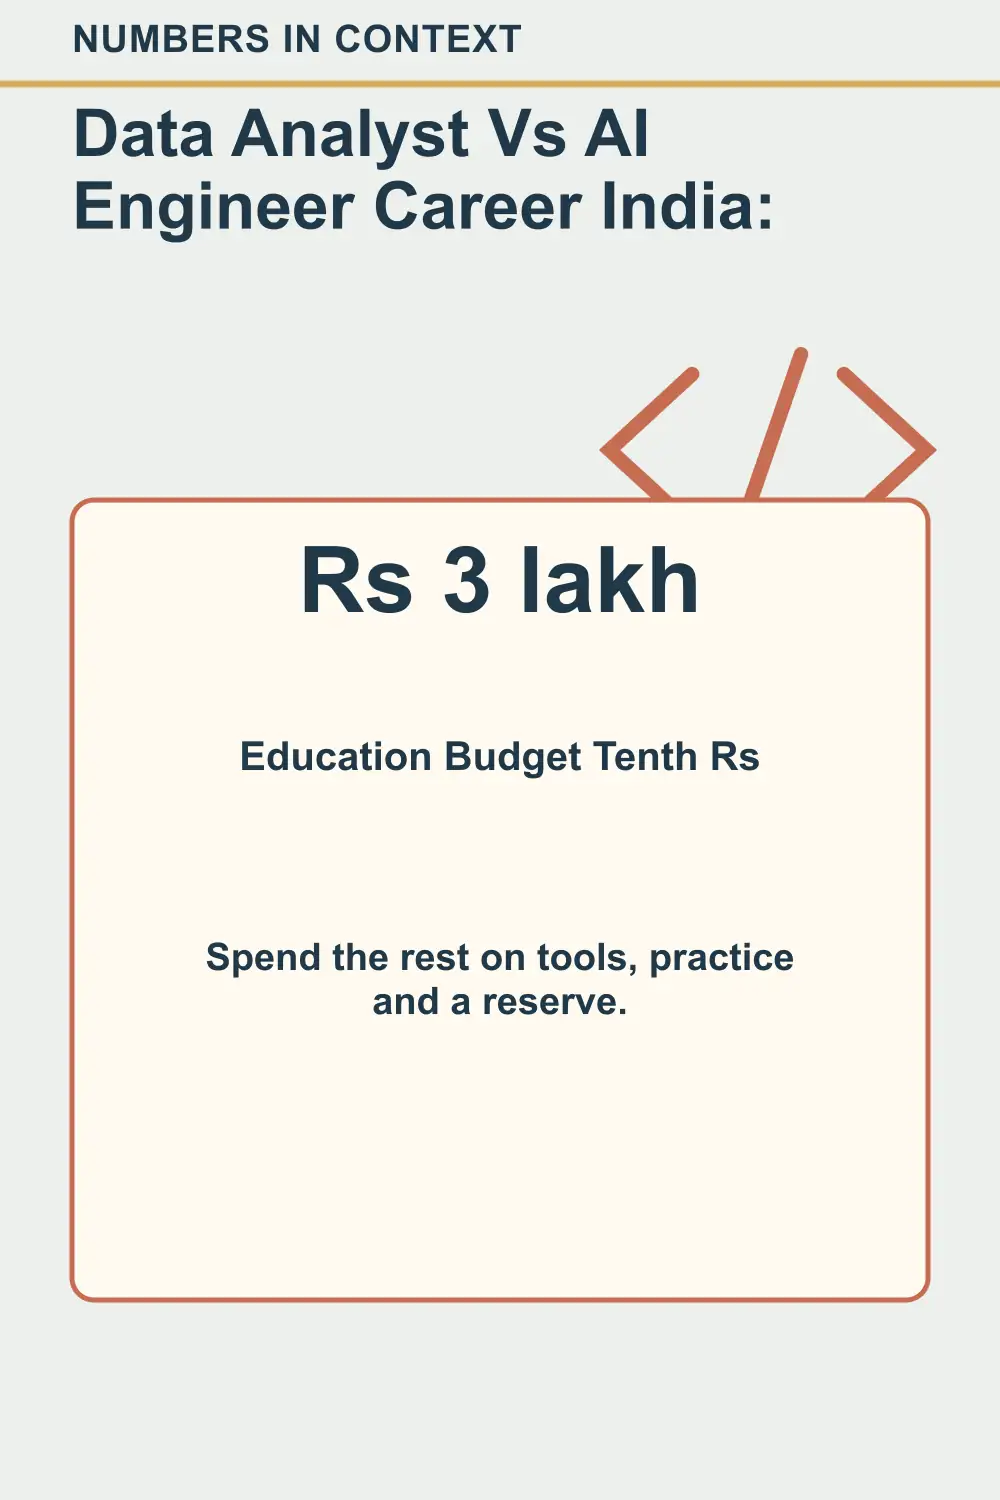 NUMBERS IN CONTEXT
Data Analyst Vs AI
Engineer Career India:
Rs 3 lakh
Education Budget Tenth Rs
Spend the rest on tools, practice
and a reserve.